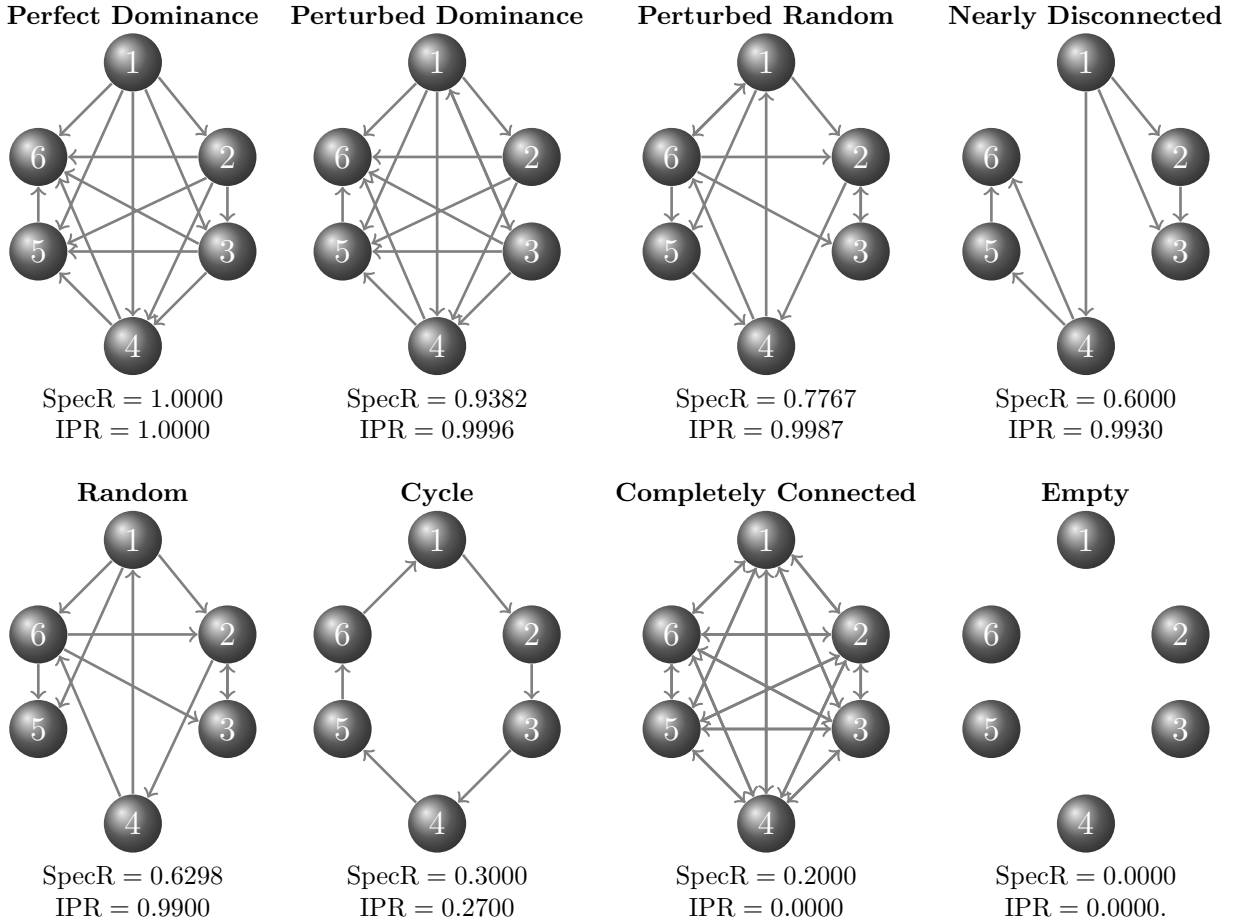 Perfect Dominance
1
6
2
5
3
4
SpecR = 1.0000
IPR = 1.0000
Perturbed Dominance
1
6
2
5
3
4
SpecR = 0.9382
IPR = 0.9996
Perturbed Random
1
6
2
5
3
4
SpecR = 0.7767
IPR = 0.9987
Nearly Disconnected
1
6
2
5
3
4
SpecR = 0.6000
IPR = 0.9930
Random
1
6
2
5
3
4
SpecR = 0.6298
IPR = 0.9900
Cycle
1
6
2
5
3
4
SpecR = 0.3000
IPR = 0.2700
Completely Connected
1
6
2
5
3
4
SpecR = 0.2000
IPR = 0.0000
Empty
1
6
2
5
3
4
SpecR = 0.0000
IPR = 0.0000.